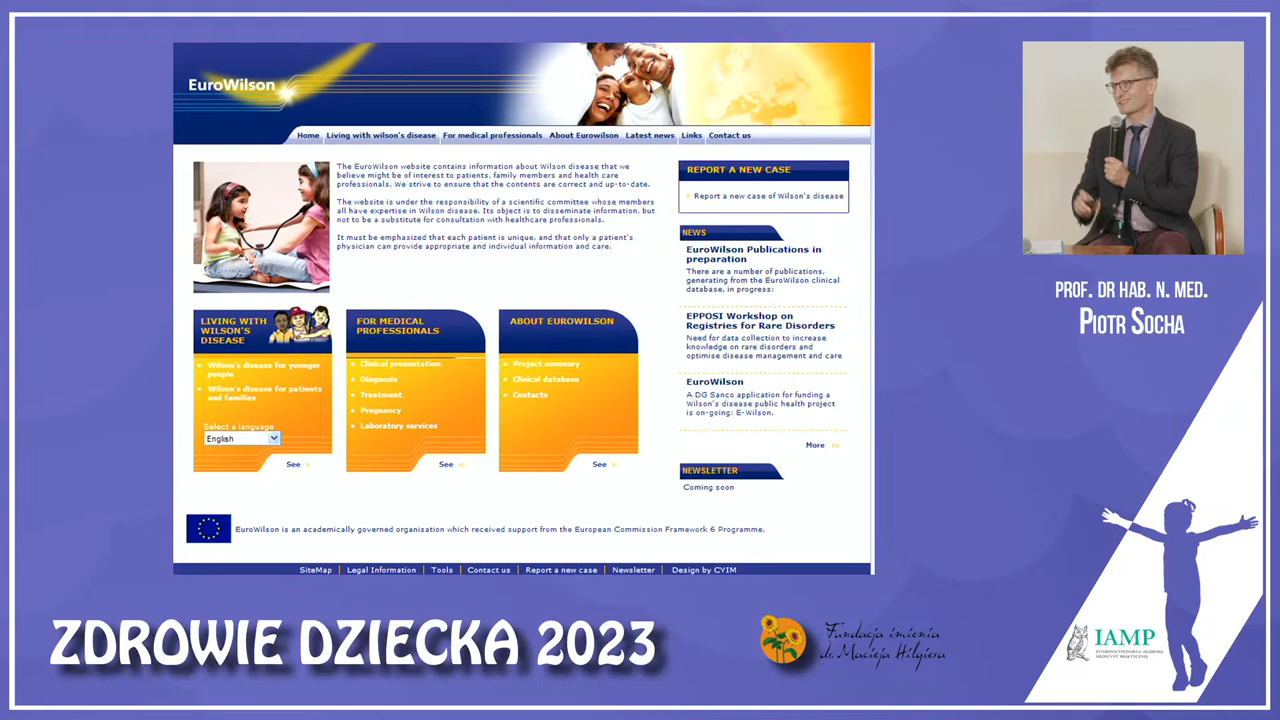 EuroWilson
Home
Living with wilson's disease
For medical professionals
About Eurowilson
Latest news
Links
Contact us
The EuroWilson website contains information about Wilson disease that we
believe might be of interest to patients, family members and health care
professionals. We strive to ensure that the contents are correct and up-to-date.
The website is under the responsibility of a scientific committee whose members
all have expertise in Wilson disease. Its object is to disseminate information, but
not to be a substitute for consultation with healthcare professionals.
It must be emphasized that each patient is unique, and that only a patient's
physician can provide appropriate and individual information and care.
REPORT A NEW CASE
Report a new case of Wilson's disease
NEWS
EuroWilson Publications in
preparation
There are a number of publications,
generating from the EuroWilson clinical
database, in progress:
EPPOSI Workshop on
Registries for Rare Disorders
Need for data collection to increase
knowledge on rare disorders and
optimise disease management and care
EuroWilson
A DG Sanco application for funding a
Wilson's disease public health project
is on-going: E-Wilson.
More
NEWSLETTER
Coming soon
LIVING WITH
WILSON'S
DISEASE
Wilson's disease for younger
people
Wilson's disease for patients
and families
Select a language
English
See
FOR MEDICAL
PROFESSIONALS
Clinical presentation
Diagnosis
Treatment
Pregnancy
Laboratory services
See
ABOUT EUROWILSON
Project summary
Clinical database
Contacts
See
EuroWilson is an academically governed organisation which received support from the European Commission Framework 6 Programme.
SiteMap | Legal Information | Tools | Contact us | Report a new case | Newsletter | Design by CYIM
PROF. DR HAB. N. MED.
PIOTR SOCHA
ZDROWIE DZIECKA 2023
Fundacja imienia
dr. Macieja Hilgiera
IAMP
INTERDYSCYPLINARNA AKADEMIA
MEDYCYNY PRAKTYCZNEJ